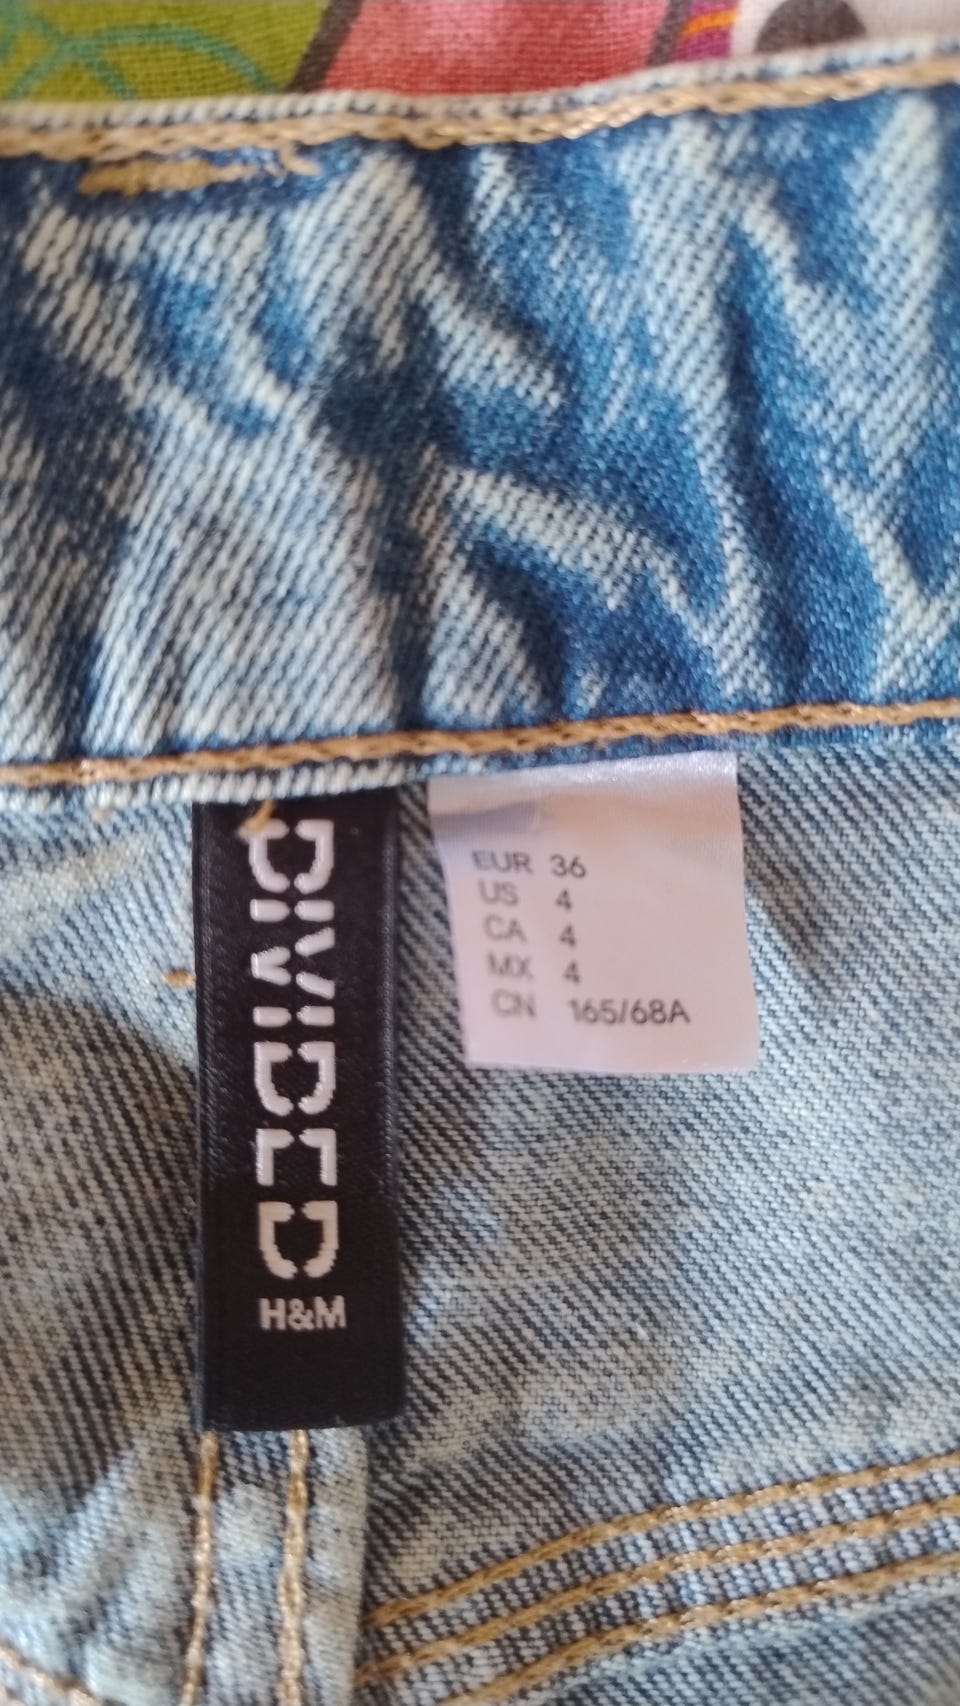 DIVIDED
H&M
EUR 36
US 4
CA 4
MX 4
CN 165/68A